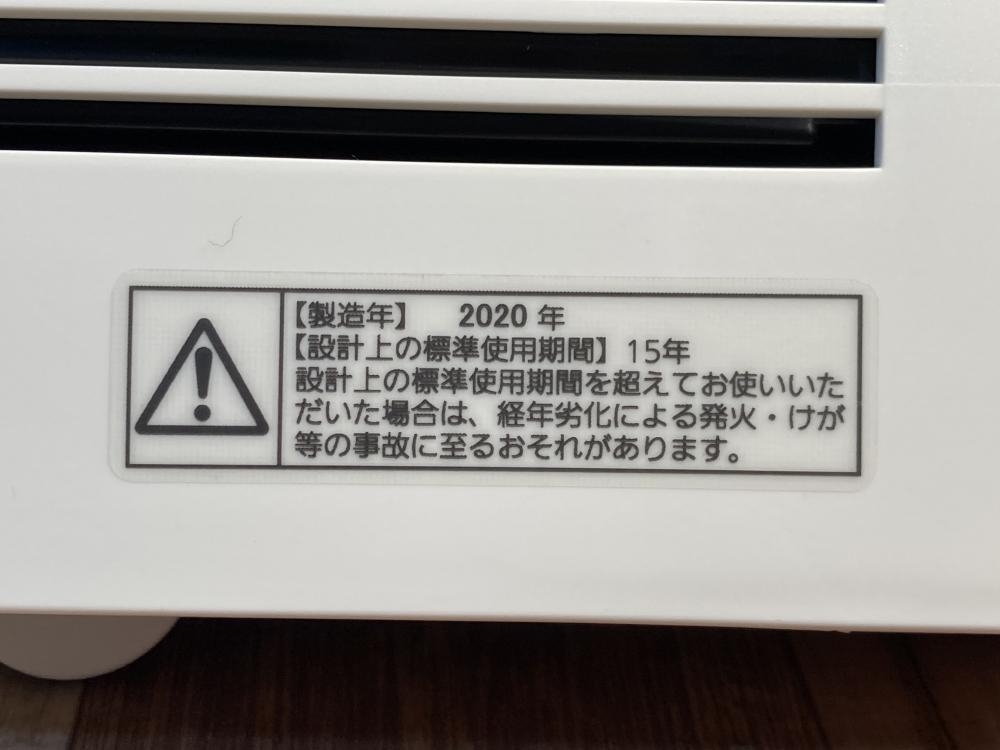 【製造年】 2020 年
【設計上の標準使用期間】 15年
設計上の標準使用期間を超えてお使いいた
だいた場合は、経年劣化による発火・けが
等の事故に至るおそれがあります。